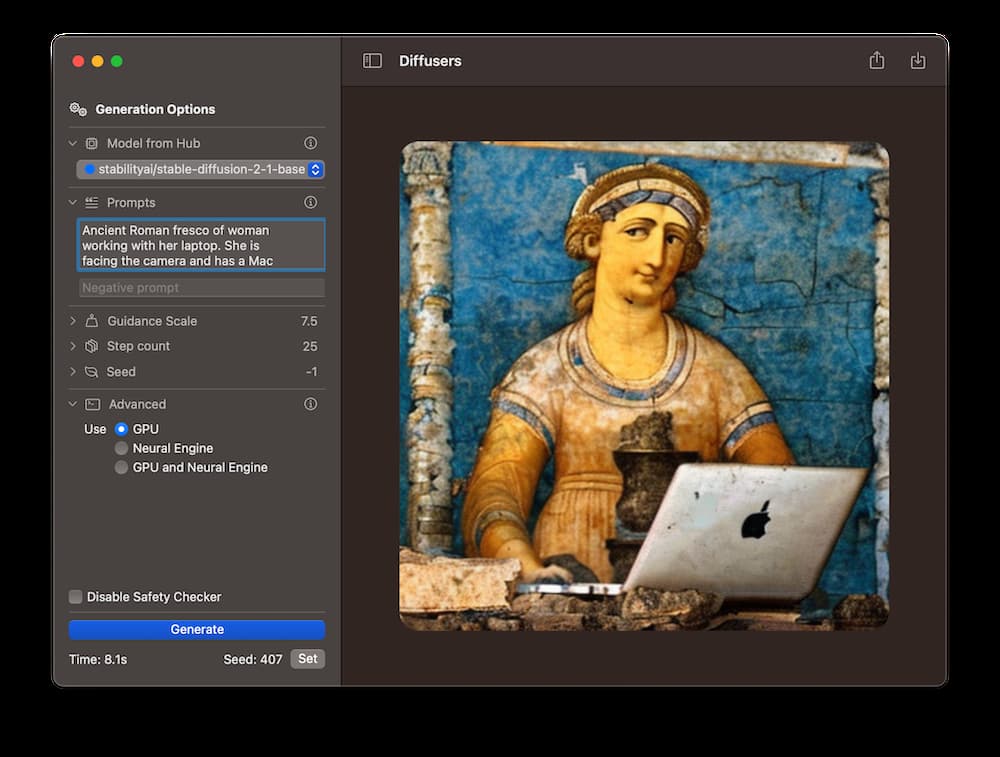 Diffusers
Generation Options
Model from Hub
stabilityai/stable-diffusion-2-1-base
Prompts
Ancient Roman fresco of woman
working with her laptop. She is
facing the camera and has a Mac
Negative prompt
Guidance Scale 7.5
Step count 25
Seed -1
Advanced
Use GPU
Neural Engine
GPU and Neural Engine
Disable Safety Checker
Generate
Time: 8.1s Seed: 407 Set